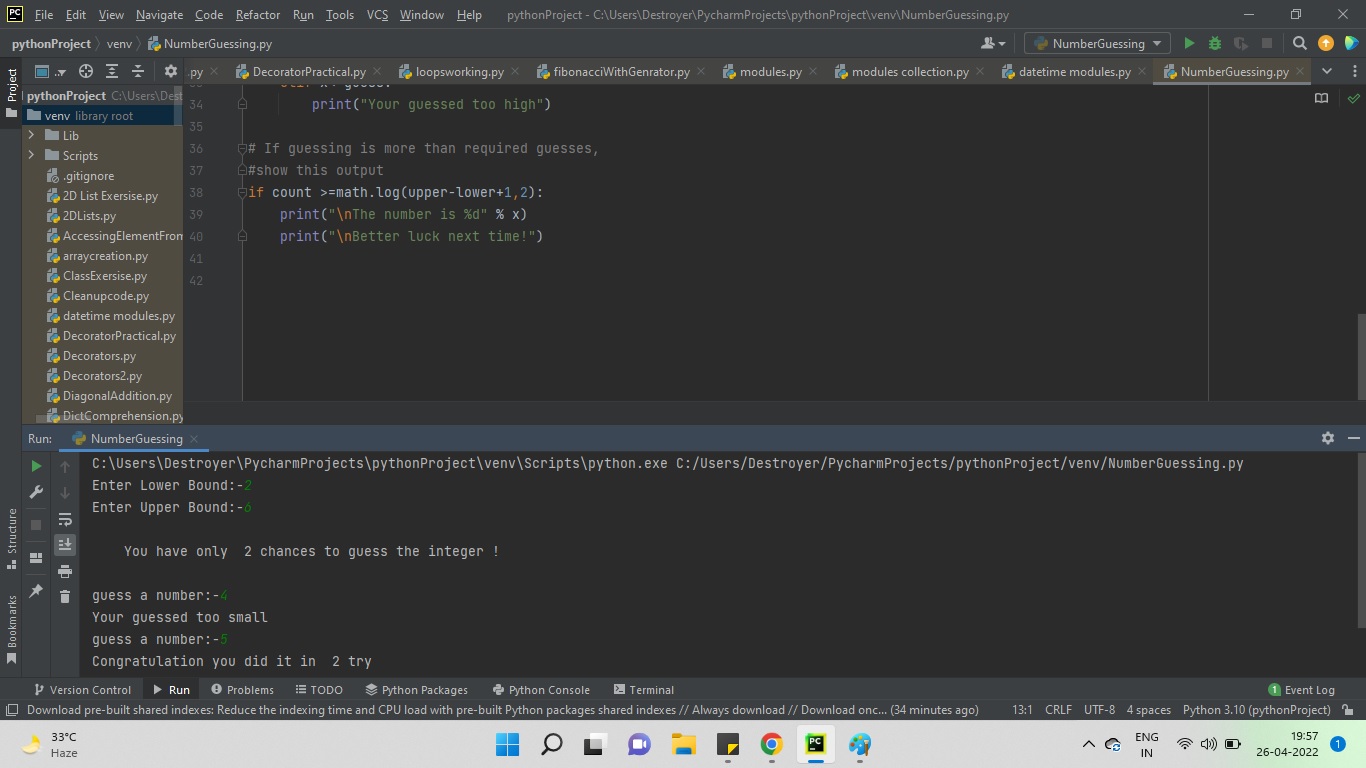 PC File Edit View Navigate Code Refactor Run Tools VCS Window Help pythonProject - C:\Users\Destroyer\PycharmProjects\pythonProject\venv\NumberGuessing.py
pythonProject venv NumberGuessing.py NumberGuessing
.. .py DecoratorPractical.py loopsworking.py fibonacciWithGenrator.py modules.py modules collection.py datetime modules.py NumberGuessing.py
Project
pythonProject C:\Users\Dest
venv library root
Lib
Scripts
.gitignore
2D List Exersise.py
2DLists.py
AccessingElementFron
arraycreation.py
ClassExersise.py
Cleanupcode.py
datetime modules.py
DecoratorPractical.py
Decorators.py
Decorators2.py
DiagonalAddition.py
DictComprehension.py
34 print("Your guessed too high")
35
36 # If guessing is more than required guesses,
37 #show this output
38 if count >=math.log(upper-lower+1,2):
39 print("\nThe number is %d" % x)
40 print("\nBetter luck next time!")
41
42
Run: NumberGuessing
C:\Users\Destroyer\PycharmProjects\pythonProject\venv\Scripts\python.exe C:/Users/Destroyer/PycharmProjects/pythonProject/venv/NumberGuessing.py
Enter Lower Bound:-2
Enter Upper Bound:-6
You have only  2 chances to guess the integer !
guess a number:-4
Your guessed too small
guess a number:-5
Congratulation you did it in  2 try
Structure
Bookmarks
Version Control Run Problems TODO Python Packages Python Console Terminal 1 Event Log
Download pre-built shared indexes: Reduce the indexing time and CPU load with pre-built Python packages shared indexes // Always download // Download onc... (34 minutes ago) 13:1 CRLF UTF-8 4 spaces Python 3.10 (pythonProject)
33°C
Haze
PC
ENG
IN
19:57
26-04-2022
1